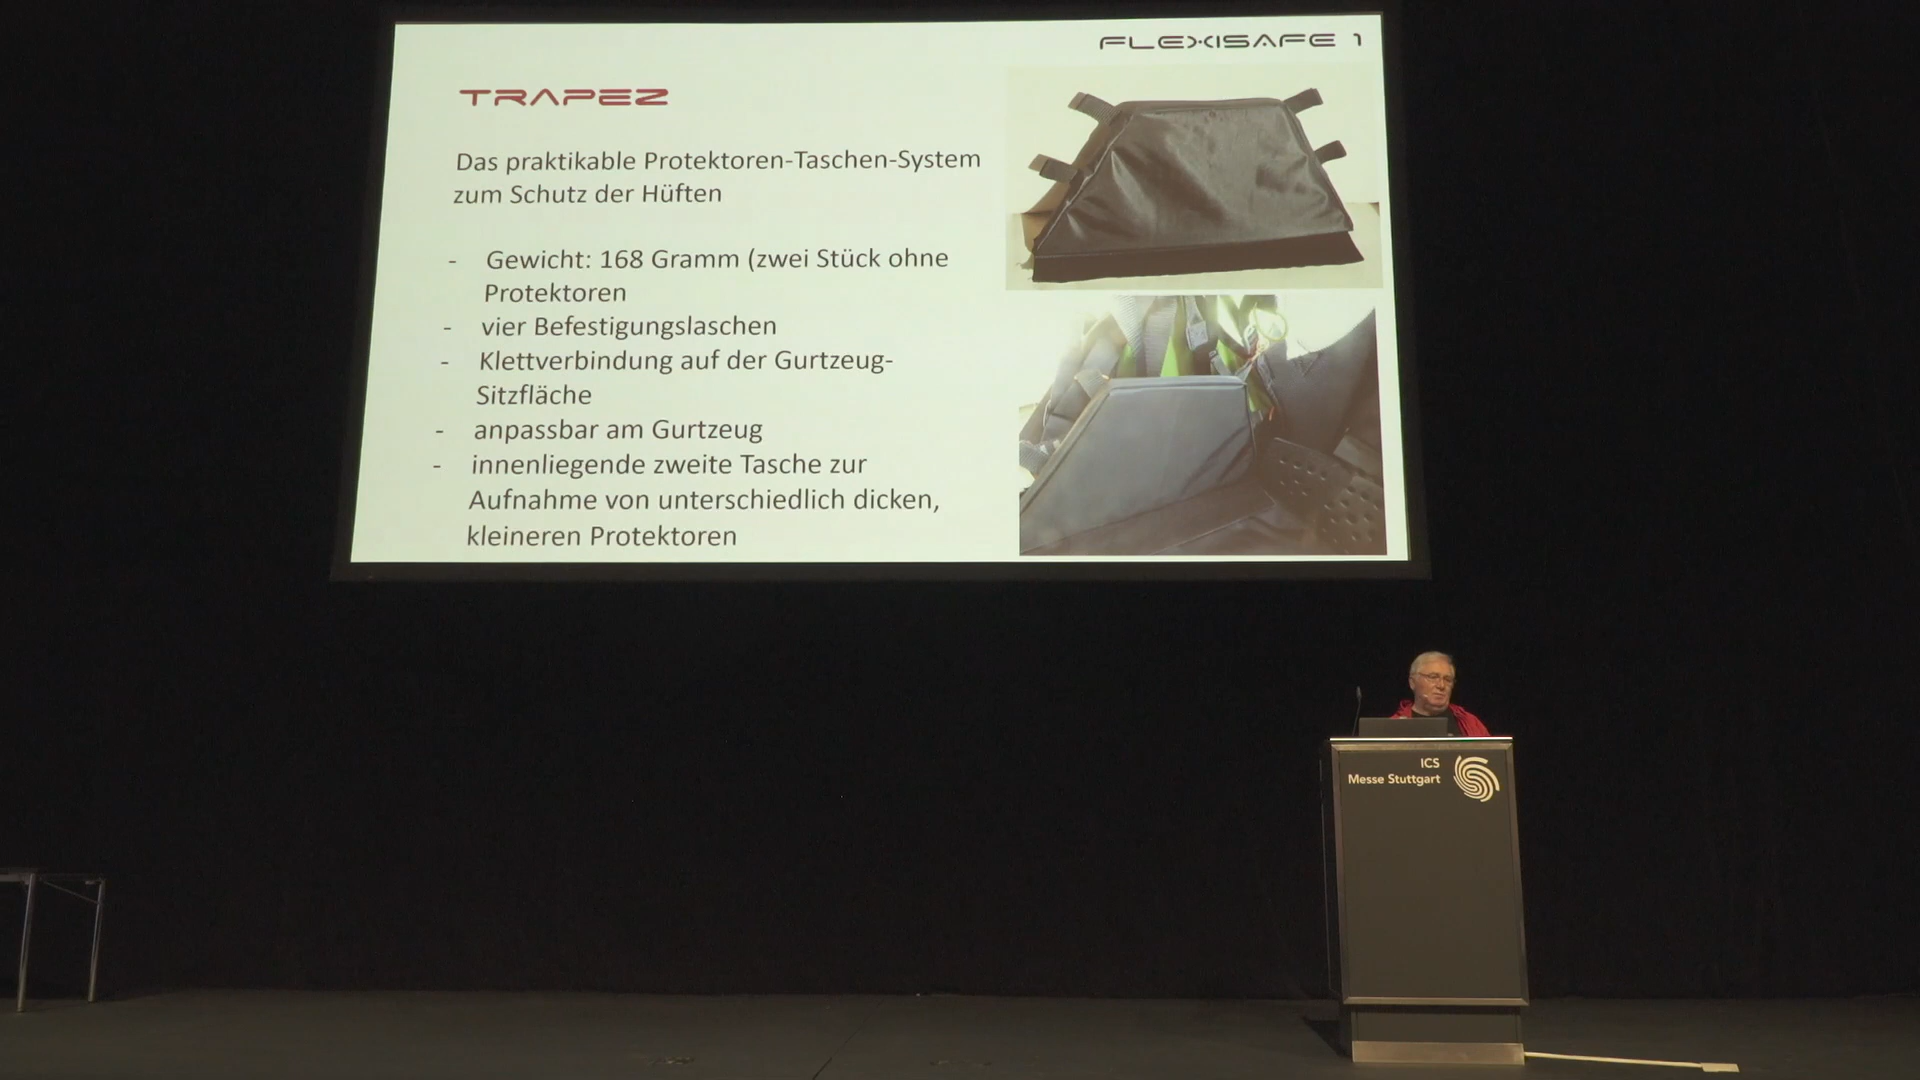 FLEXISAFE 1
TRAPEZ
Das praktikable Protektoren-Taschen-System
zum Schutz der Hüften
- Gewicht: 168 Gramm (zwei Stück ohne
Protektoren
- vier Befestigungslaschen
- Klettverbindung auf der Gurtzeug-
Sitzfläche
- anpassbar am Gurtzeug
- innenliegende zweite Tasche zur
Aufnahme von unterschiedlich dicken,
kleineren Protektoren
ICS
Messe Stuttgart